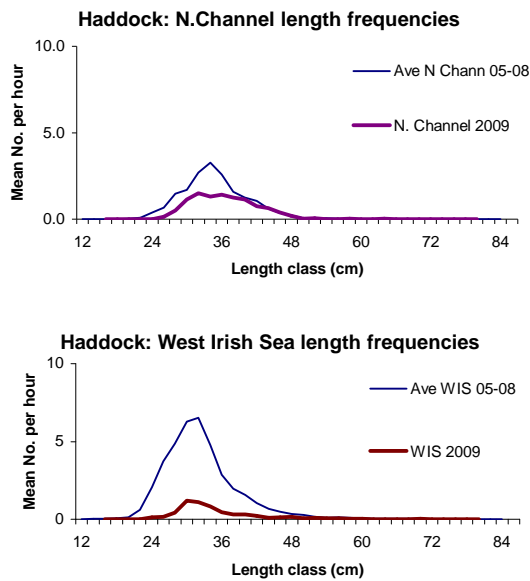 Haddock: N.Channel length frequencies
10.0
5.0
0.0
Mean No. per hour
Ave N Chann 05-08
N. Channel 2009
12 24 36 48 60 72 84
Length class (cm)
Haddock: West Irish Sea length frequencies
10
5
0
Mean No. per hour
Ave WIS 05-08
WIS 2009
12 24 36 48 60 72 84
Length class (cm)